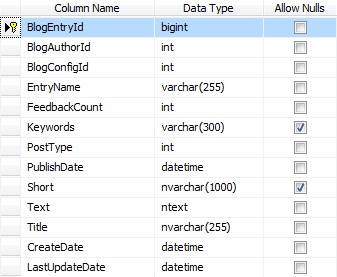 Column Name Data Type Allow Nulls
BlogEntryId bigint
BlogAuthorId int
BlogConfigId int
EntryName varchar(255)
FeedbackCount int
Keywords varchar(300)
PostType int
PublishDate datetime
Short nvarchar(1000)
Text ntext
Title nvarchar(255)
CreateDate datetime
LastUpdateDate datetime